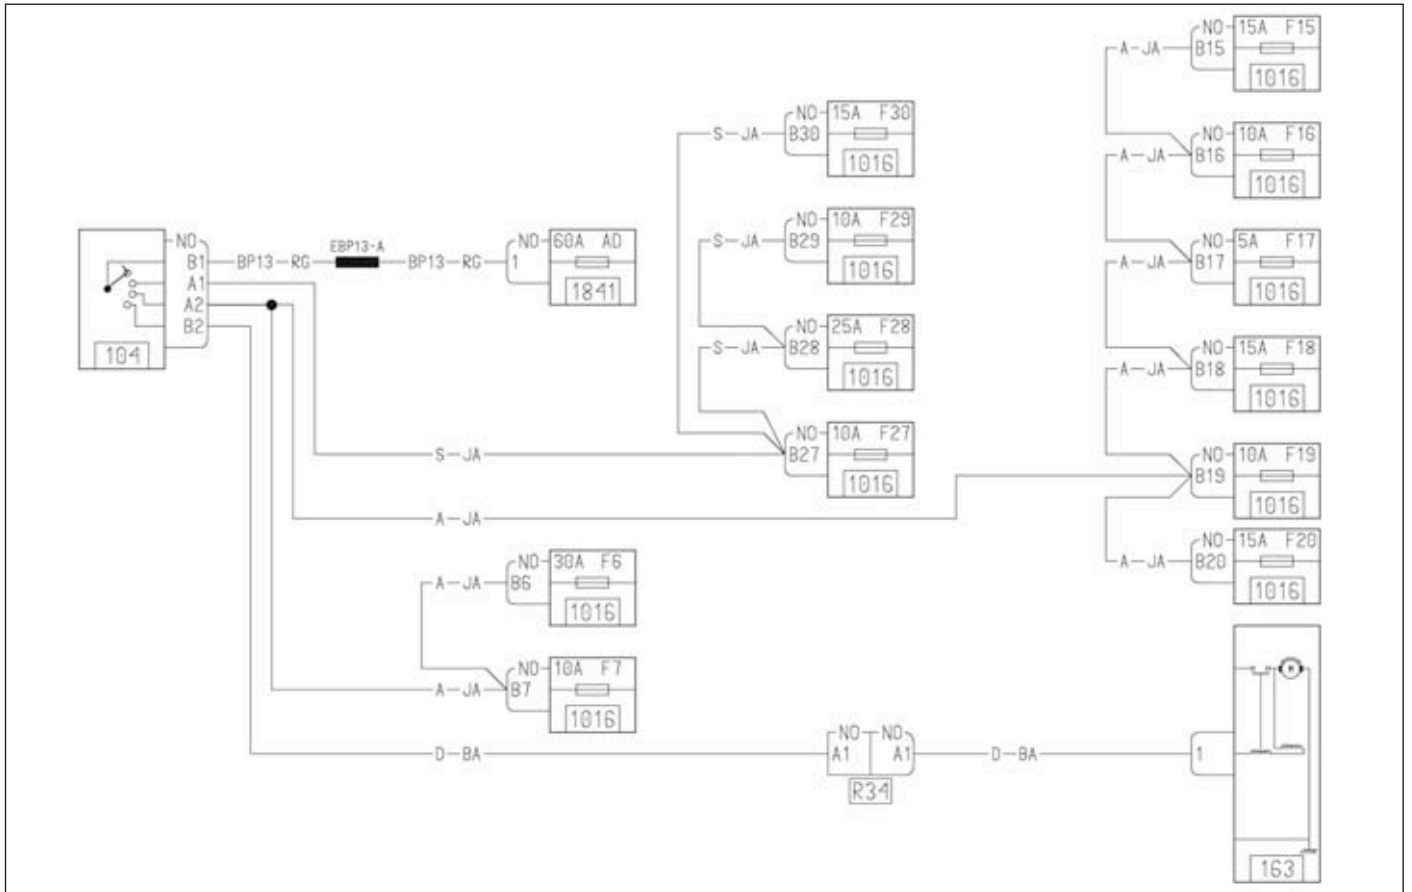 NO 15A F15
A-JA B15
1016
NO 10A F16
A-JA B16
1016
NO 5A F17
A-JA B17
1016
NO 15A F18
A-JA B18
1016
NO 10A F19
B19
1016
NO 15A F20
A-JA B20
1016
NO 15A F30
S-JA B30
1016
NO 10A F29
S-JA B29
1016
NO 25A F28
S-JA B28
1016
NO 10A F27
S-JA B27
1016
NO
B1 BP13-RG EBP13-A BP13-RG
A1
A2
B2
104
NO 60A AD
1
1841
A-JA
NO 30A F6
A-JA B6
1016
NO 10A F7
A-JA B7
1016
D-BA
NO NO
A1 A1
R34
D-BA
1
M
163